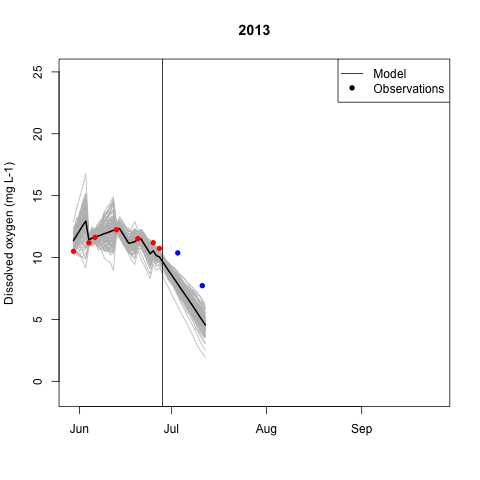 2013
Model
Observations
Dissolved oxygen (mg L-1)
25
20
15
10
5
0
Jun
Jul
Aug
Sep